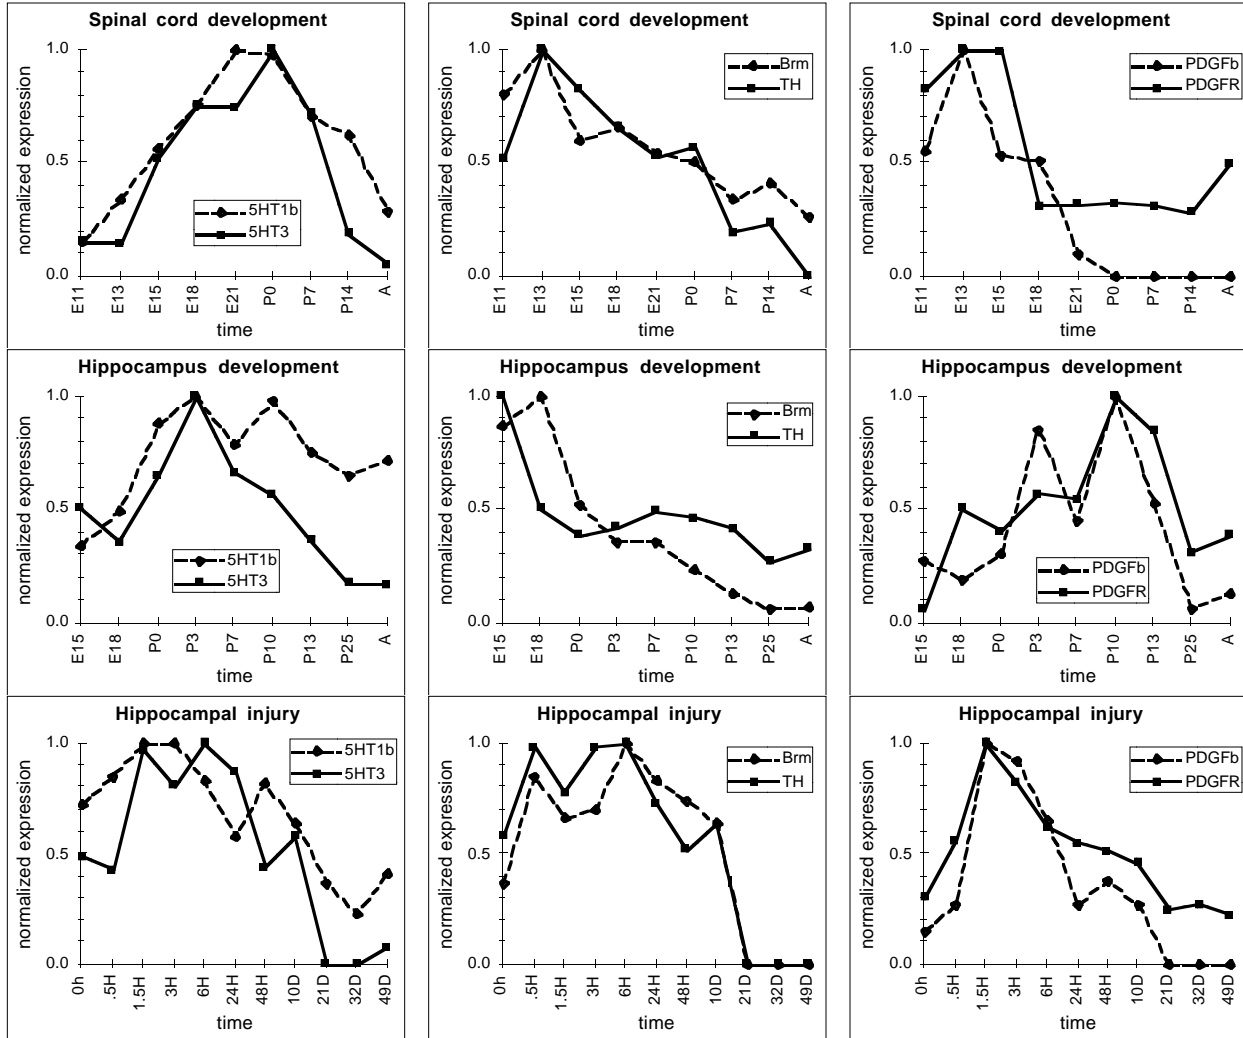 Spinal cord development
normalized expression
1.0
0.5
0.0
5HT1b
5HT3
E11
E13
E15
E18
E21
P0
P7
P14
A
time
Spinal cord development
normalized expression
1.0
0.5
0.0
Brm
TH
E11
E13
E15
E18
E21
P0
P7
P14
A
time
Spinal cord development
normalized expression
1.0
0.5
0.0
PDGFb
PDGFR
E11
E13
E15
E18
E21
P0
P7
P14
A
time
Hippocampus development
normalized expression
1.0
0.5
0.0
5HT1b
5HT3
E15
E18
P0
P3
P7
P10
P13
P25
A
time
Hippocampus development
normalized expression
1.0
0.5
0.0
Brm
TH
E15
E18
P0
P3
P7
P10
P13
P25
A
time
Hippocampus development
normalized expression
1.0
0.5
0.0
PDGFb
PDGFR
E15
E18
P0
P3
P7
P10
P13
P25
A
time
Hippocampal injury
normalized expression
1.0
0.5
0.0
5HT1b
5HT3
0h
.5H
1.5H
3H
6H
24H
48H
10D
21D
32D
49D
time
Hippocampal injury
normalized expression
1.0
0.5
0.0
Brm
TH
0h
.5H
1.5H
3H
6H
24H
48H
10D
21D
32D
49D
time
Hippocampal injury
normalized expression
1.0
0.5
0.0
PDGFb
PDGFR
0h
.5H
1.5H
3H
6H
24H
48H
10D
21D
32D
49D
time